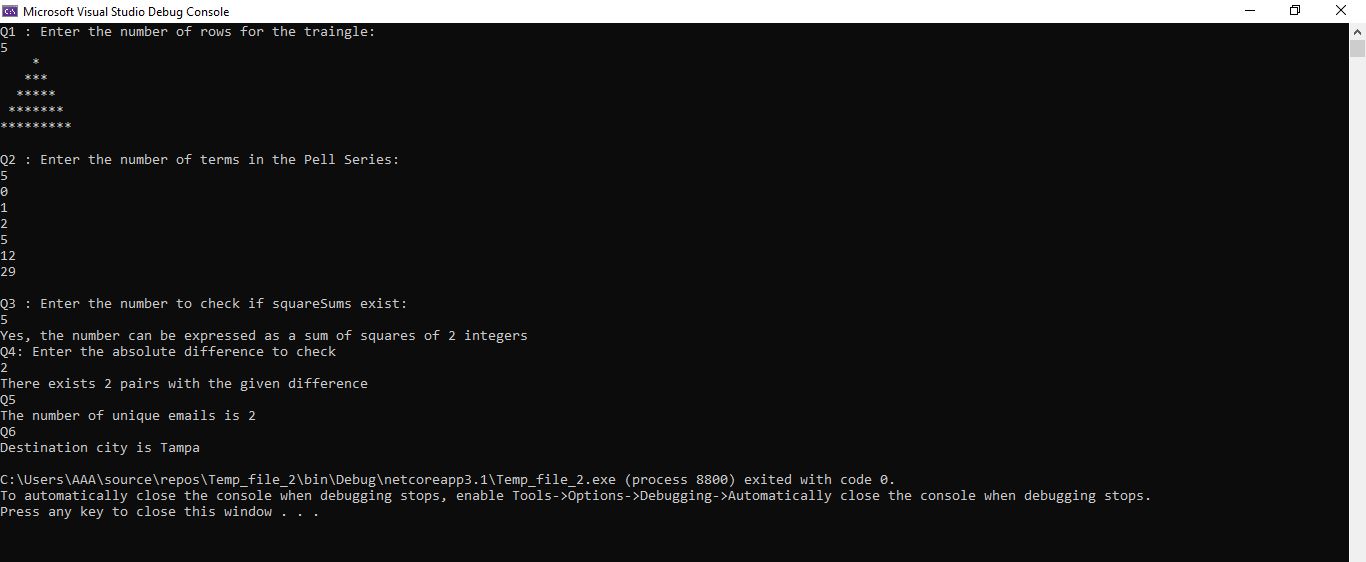 Microsoft Visual Studio Debug Console
Q1 : Enter the number of rows for the traingle:
5
    *
   ***
  *****
 *******
*********
Q2 : Enter the number of terms in the Pell Series:
5
0
1
2
5
12
29
Q3 : Enter the number to check if squareSums exist:
5
Yes, the number can be expressed as a sum of squares of 2 integers
Q4: Enter the absolute difference to check
2
There exists 2 pairs with the given difference
Q5
The number of unique emails is 2
Q6
Destination city is Tampa
C:\Users\AAA\source\repos\Temp_file_2\bin\Debug\netcoreapp3.1\Temp_file_2.exe (process 8800) exited with code 0.
To automatically close the console when debugging stops, enable Tools->Options->Debugging->Automatically close the console when debugging stops.
Press any key to close this window . . .